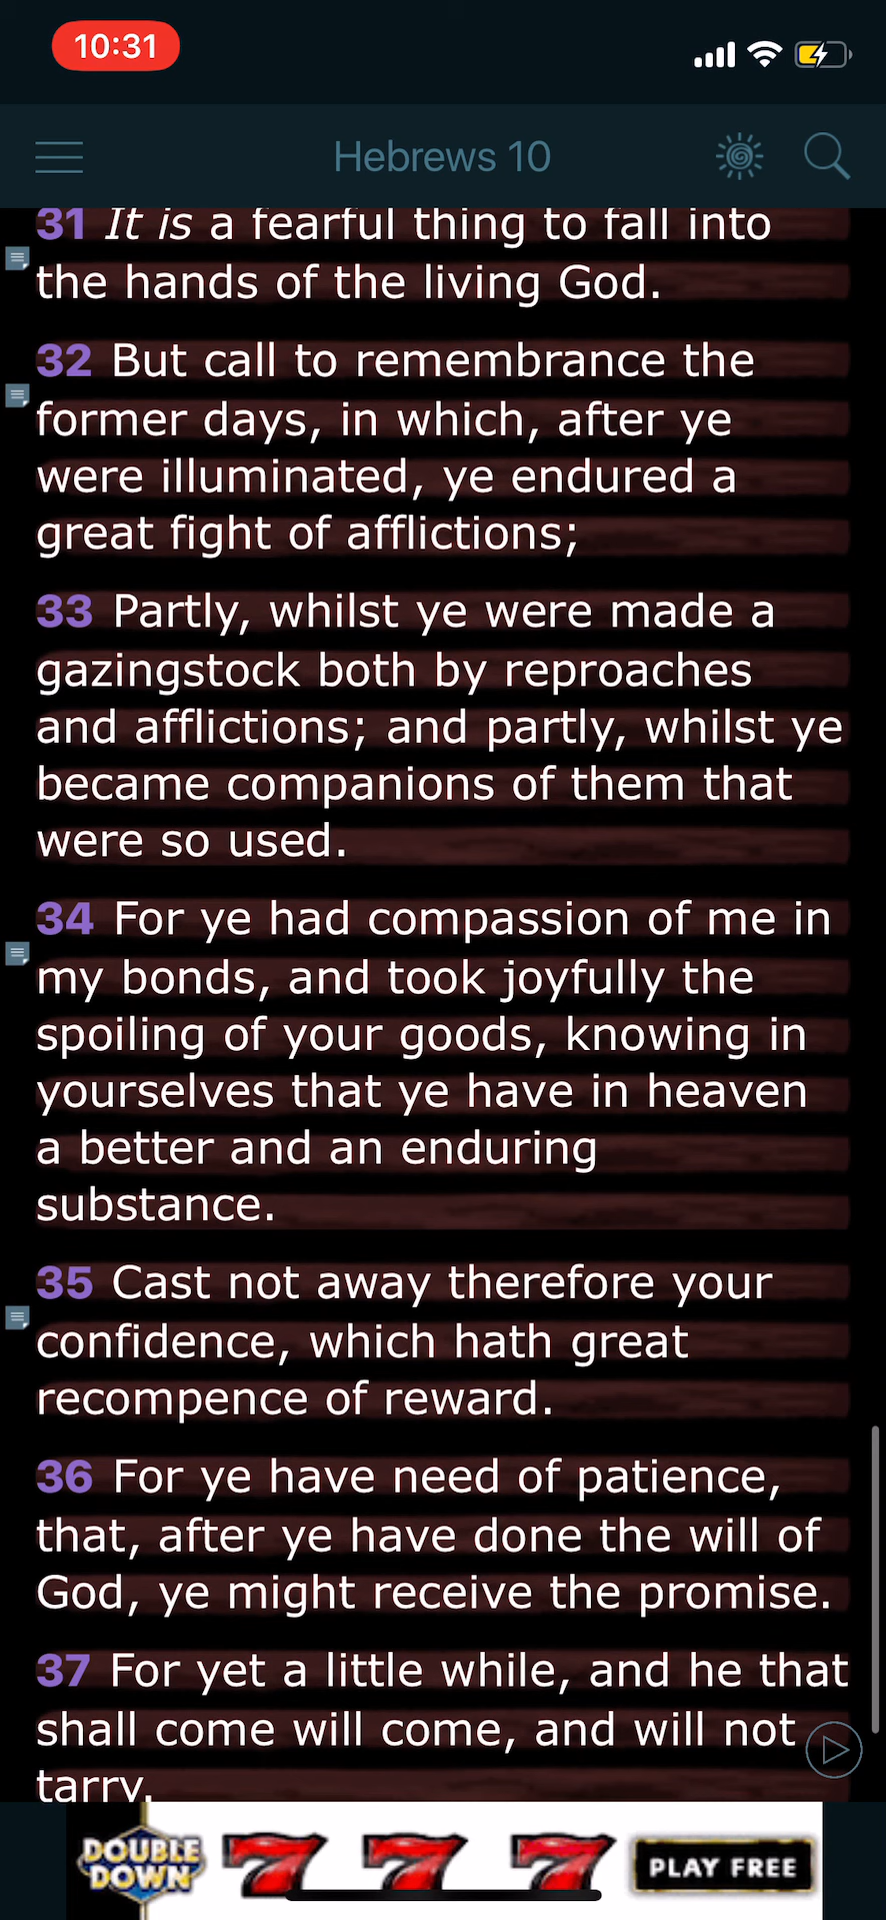 10:31
Hebrews 10
31 It is a fearful thing to fall into
the hands of the living God.
32 But call to remembrance the
former days, in which, after ye
were illuminated, ye endured a
great fight of afflictions;
33 Partly, whilst ye were made a
gazingstock both by reproaches
and afflictions; and partly, whilst ye
became companions of them that
were so used.
34 For ye had compassion of me in
my bonds, and took joyfully the
spoiling of your goods, knowing in
yourselves that ye have in heaven
a better and an enduring
substance.
35 Cast not away therefore your
confidence, which hath great
recompence of reward.
36 For ye have need of patience,
that, after ye have done the will of
God, ye might receive the promise.
37 For yet a little while, and he that
shall come will come, and will not
tarry.
DOUBLE
DOWN
7 7 7
PLAY FREE